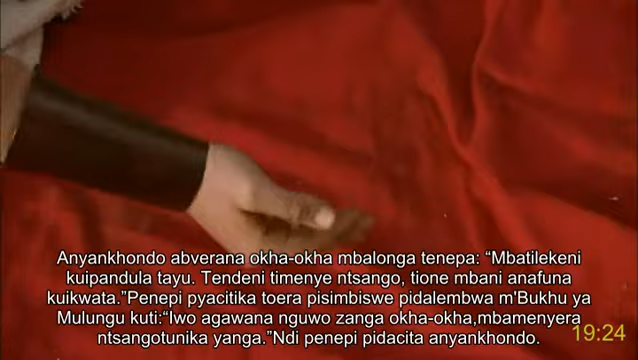 Anyankhondo abverana okha-okha mbalonga tenepa: “Mbatilekeni
kuipandula tayu. Tendeni timenye ntsango, tione mbani anafuna
kuikwata.”Penepi pyacitika toera pisimbiswe pidalembwa m'Bukhu ya
Mulungu kuti:“Iwo agawana nguwo zanga okha-okha,mbamenyera
ntsangotunika yanga.”Ndi penepi pidacita anyankhondo.
19:24